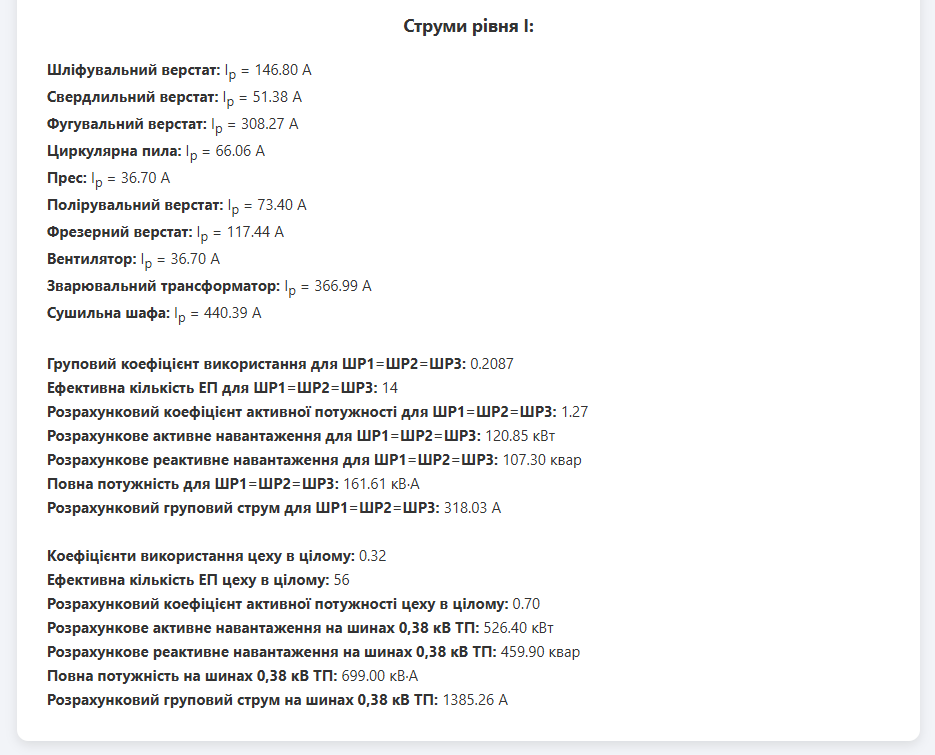 Струми рівня I:
Шліфувальний верстат: Iр = 146.80 А
Свердлильний верстат: Iр = 51.38 А
Фугувальний верстат: Iр = 308.27 А
Циркулярна пила: Iр = 66.06 А
Прес: Iр = 36.70 А
Полірувальний верстат: Iр = 73.40 А
Фрезерний верстат: Iр = 117.44 А
Вентилятор: Iр = 36.70 А
Зварювальний трансформатор: Iр = 366.99 А
Сушильна шафа: Iр = 440.39 А
Груповий коефіцієнт використання для ШР1=ШР2=ШР3: 0.2087
Ефективна кількість ЕП для ШР1=ШР2=ШР3: 14
Розрахунковий коефіцієнт активної потужності для ШР1=ШР2=ШР3: 1.27
Розрахункове активне навантаження для ШР1=ШР2=ШР3: 120.85 кВт
Розрахункове реактивне навантаження для ШР1=ШР2=ШР3: 107.30 квар
Повна потужність для ШР1=ШР2=ШР3: 161.61 кВ·А
Розрахунковий груповий струм для ШР1=ШР2=ШР3: 318.03 А
Коефіцієнти використання цеху в цілому: 0.32
Ефективна кількість ЕП цеху в цілому: 56
Розрахунковий коефіцієнт активної потужності цеху в цілому: 0.70
Розрахункове активне навантаження на шинах 0,38 кВ ТП: 526.40 кВт
Розрахункове реактивне навантаження на шинах 0,38 кВ ТП: 459.90 квар
Повна потужність на шинах 0,38 кВ ТП: 699.00 кВ·А
Розрахунковий груповий струм на шинах 0,38 кВ ТП: 1385.26 А